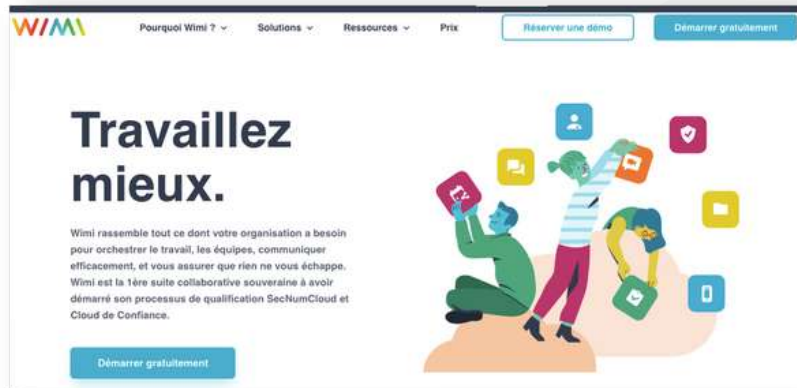 WIMI
Pourquoi Wimi ?
Solutions
Ressources
Prix
Réserver une démo
Démarrer gratuitement
Travaillez
mieux.
Wimi rassemble tout ce dont votre organisation a besoin
pour orchestrer le travail, les équipes, communiquer
efficacement, et vous assurer que rien ne vous échappe.
Wimi est la 1ère suite collaborative souveraine à avoir
démarré son processus de qualification SecNumCloud et
Cloud de Confiance.
Démarrer gratuitement